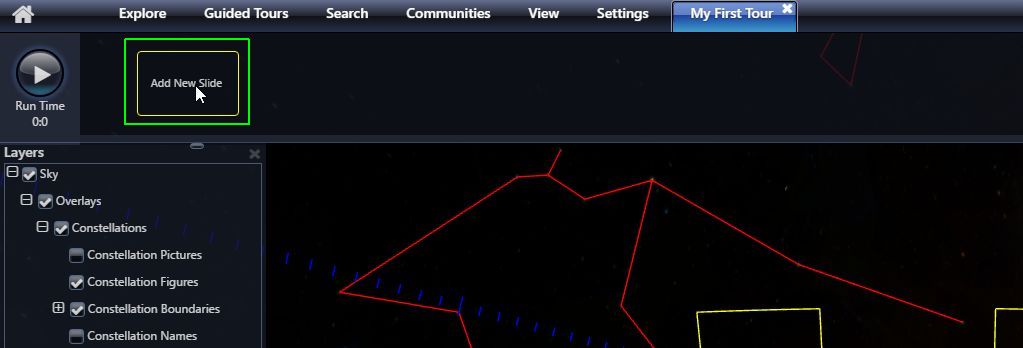 Explore Guided Tours Search Communities View Settings My First Tour
Add New Slide
Run Time
0:0
Layers
Sky
Overlays
Constellations
Constellation Pictures
Constellation Figures
Constellation Boundaries
Constellation Names